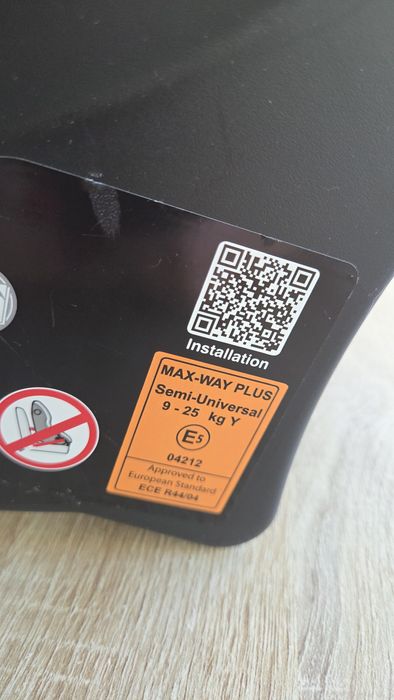 Installation
MAX-WAY PLUS
Semi-Universal
9 - 25 kg Y
E5
04212
Approved to
European Standard
ECE R44/04